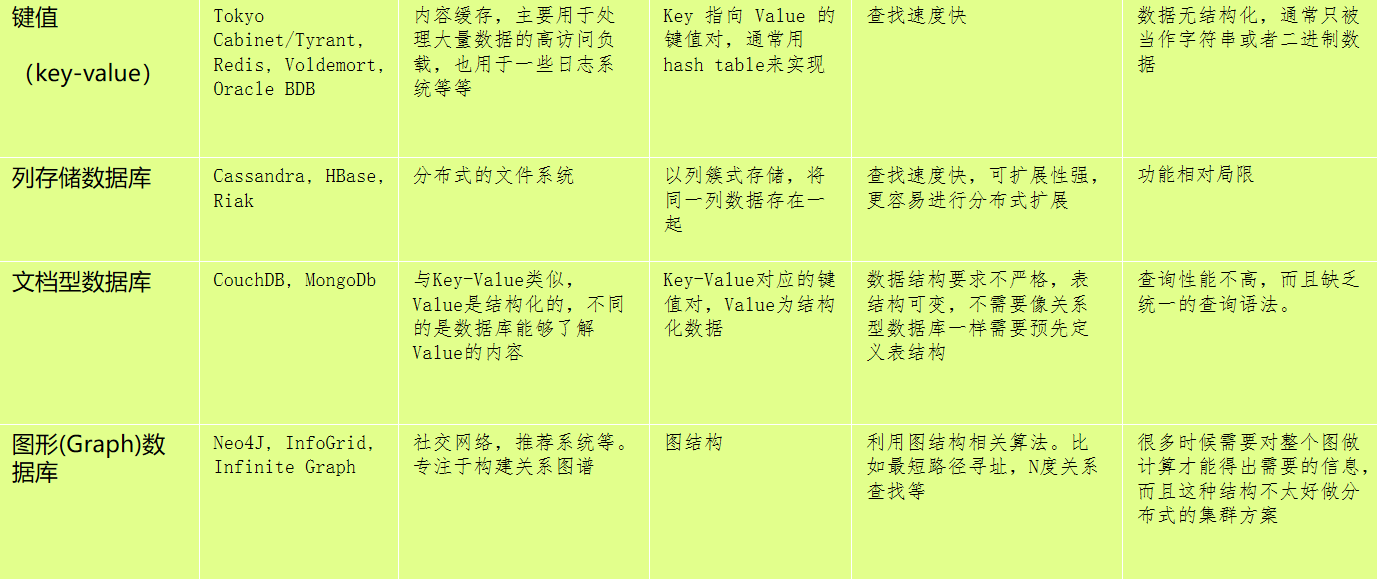 键值
（key-value）
Tokyo
Cabinet/Tyrant,
Redis, Voldemort,
Oracle BDB
内容缓存，主要用于处
理大量数据的高访问负
载，也用于一些日志系
统等等
Key 指向 Value 的
键值对，通常用
hash table来实现
查找速度快
数据无结构化，通常只被
当作字符串或者二进制数
据
列存储数据库
Cassandra, HBase,
Riak
分布式的文件系统
以列簇式存储，将
同一列数据存在一
起
查找速度快，可扩展性强，
更容易进行分布式扩展
功能相对局限
文档型数据库
CouchDB, MongoDb
与Key-Value类似，
Value是结构化的，不同
的是数据库能够了解
Value的内容
Key-Value对应的键
值对，Value为结构
化数据
数据结构要求不严格，表
结构可变，不需要像关系
型数据库一样需要预先定
义表结构
查询性能不高，而且缺乏
统一的查询语法。
图形(Graph)数
据库
Neo4J, InfoGrid,
Infinite Graph
社交网络，推荐系统等。
专注于构建关系图谱
图结构
利用图结构相关算法。比
如最短路径寻址，N度关系
查找等
很多时候需要对整个图做
计算才能得出需要的信息，
而且这种结构不太好做分
布式的集群方案